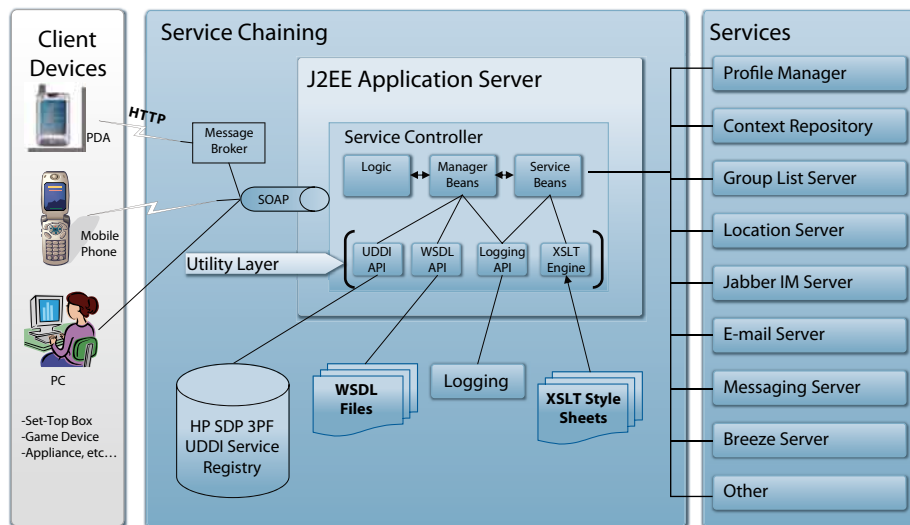 Client
Devices
PDA
Mobile
Phone
PC
-Set-Top Box
-Game Device
-Appliance, etc…
HTTP
Service Chaining
Message
Broker
SOAP
J2EE Application Server
Service Controller
Logic
Manager
Beans
Service
Beans
Utility Layer
UDDI
API
WSDL
API
Logging
API
XSLT
Engine
HP SDP 3PF
UDDI Service
Registry
WSDL
Files
Logging
XSLT Style
Sheets
Services
Profile Manager
Context Repository
Group List Server
Location Server
Jabber IM Server
E-mail Server
Messaging Server
Breeze Server
Other